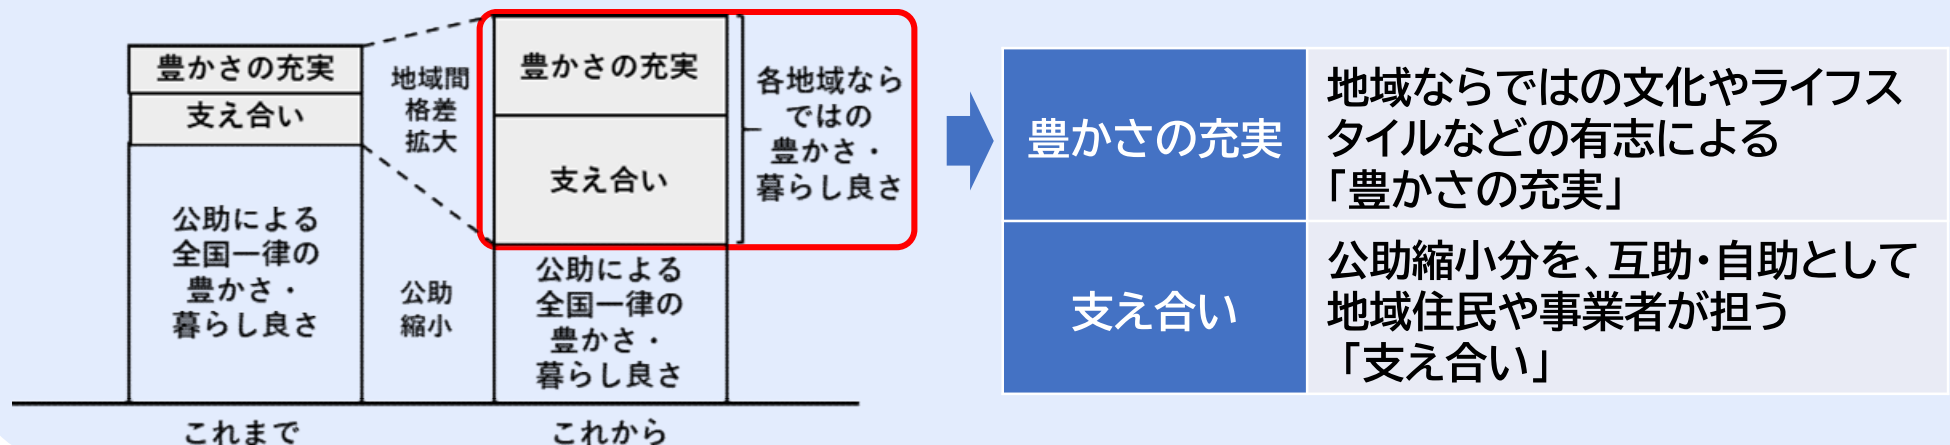 豊かさの充実
支え合い
公助による
全国一律の
豊かさ・
暮らし良さ
これまで
地域間
格差
拡大
公助
縮小
豊かさの充実
支え合い
公助による
全国一律の
豊かさ・
暮らし良さ
これから
各地域なら
ではの
豊かさ・
暮らし良さ
豊かさの充実
地域ならではの文化やライフス
タイルなどの有志による
「豊かさの充実」
支え合い
公助縮小分を、互助・自助として
地域住民や事業者が担う
「支え合い」